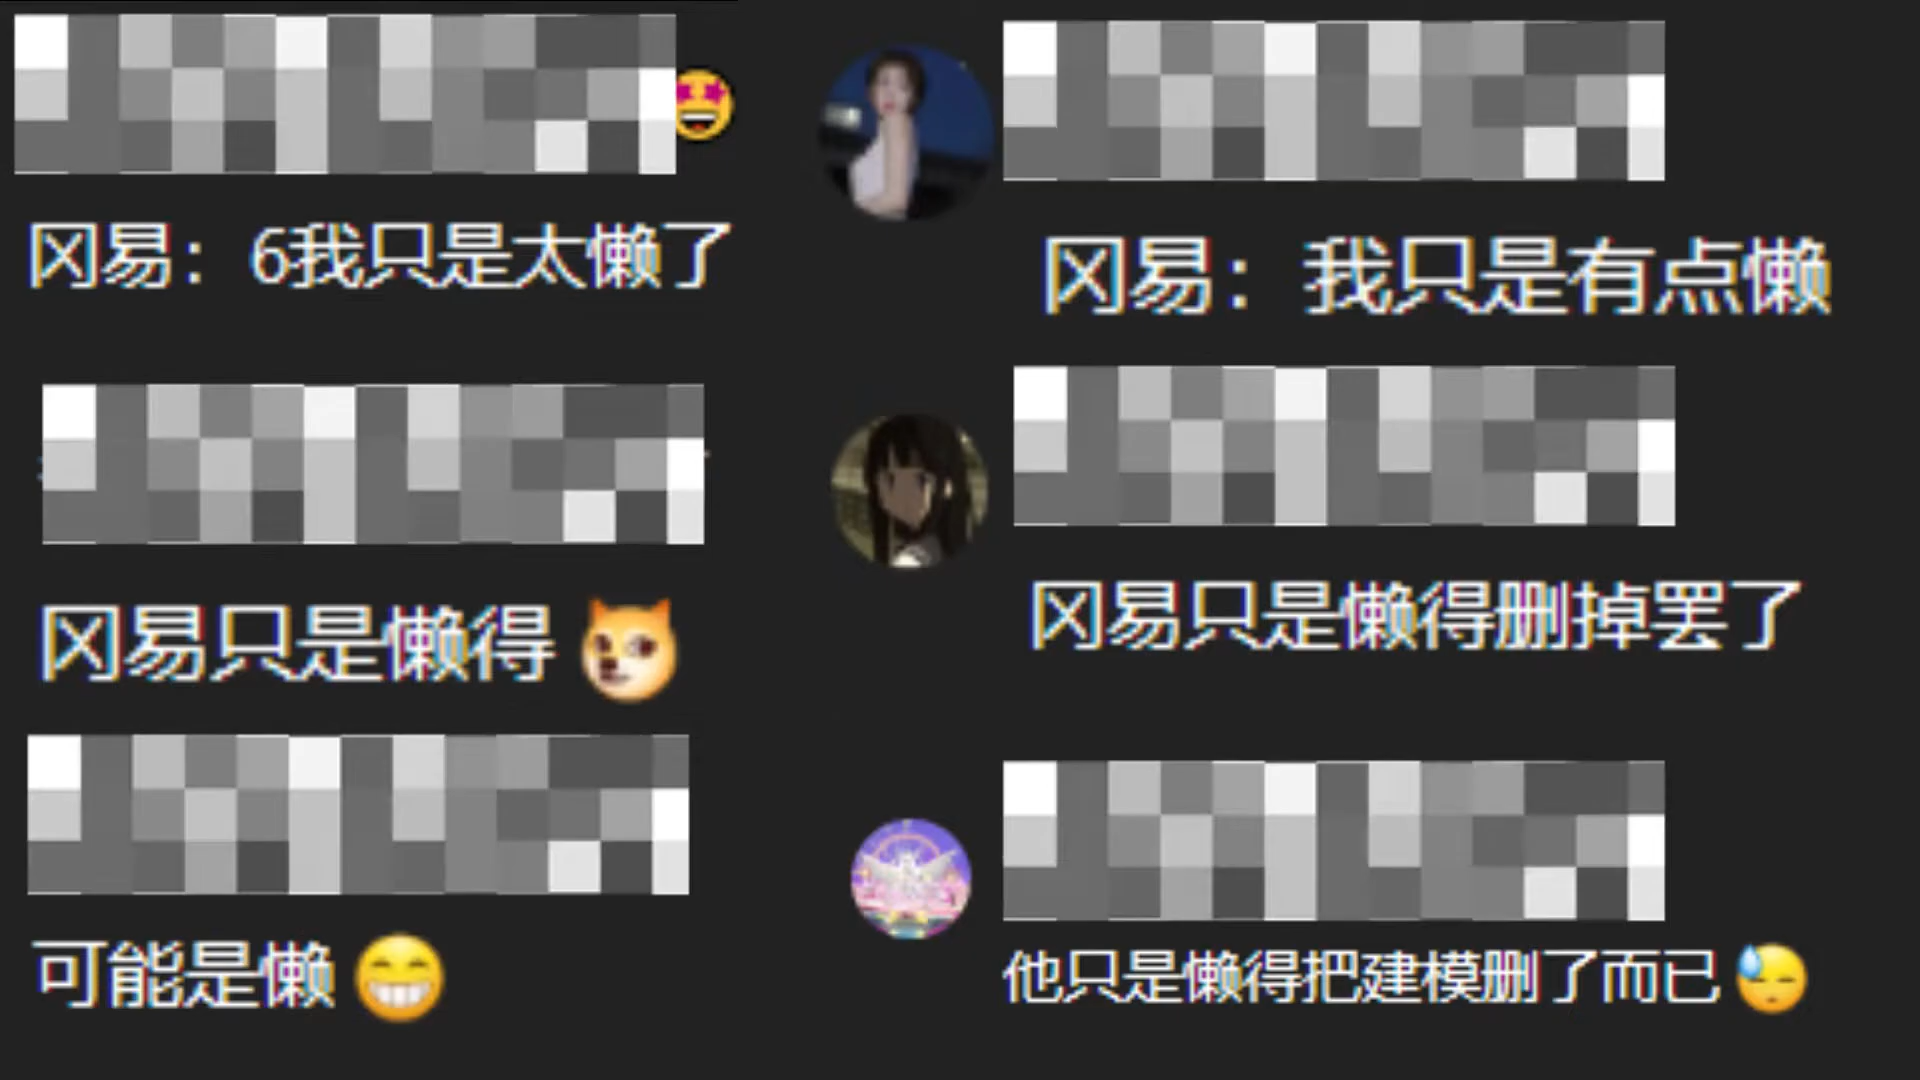 冈易：6我只是太懒了
冈易只是懒得
可能是懒
冈易：我只是有点懒
冈易只是懒得删掉罢了
他只是懒得把建模删了而已